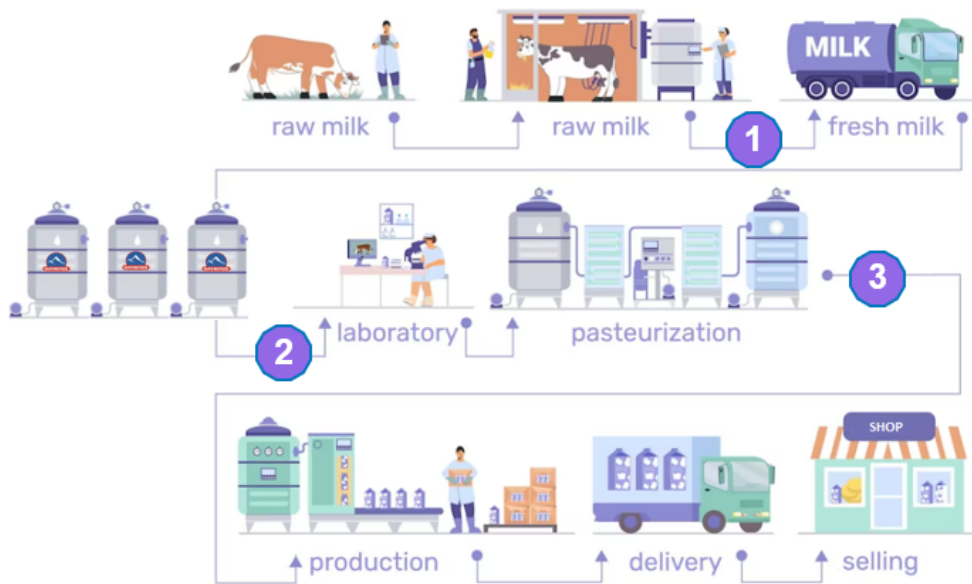 MILK
raw milk
raw milk
1
fresh milk
3
2
laboratory
pasteurization
SHOP
production
delivery
selling